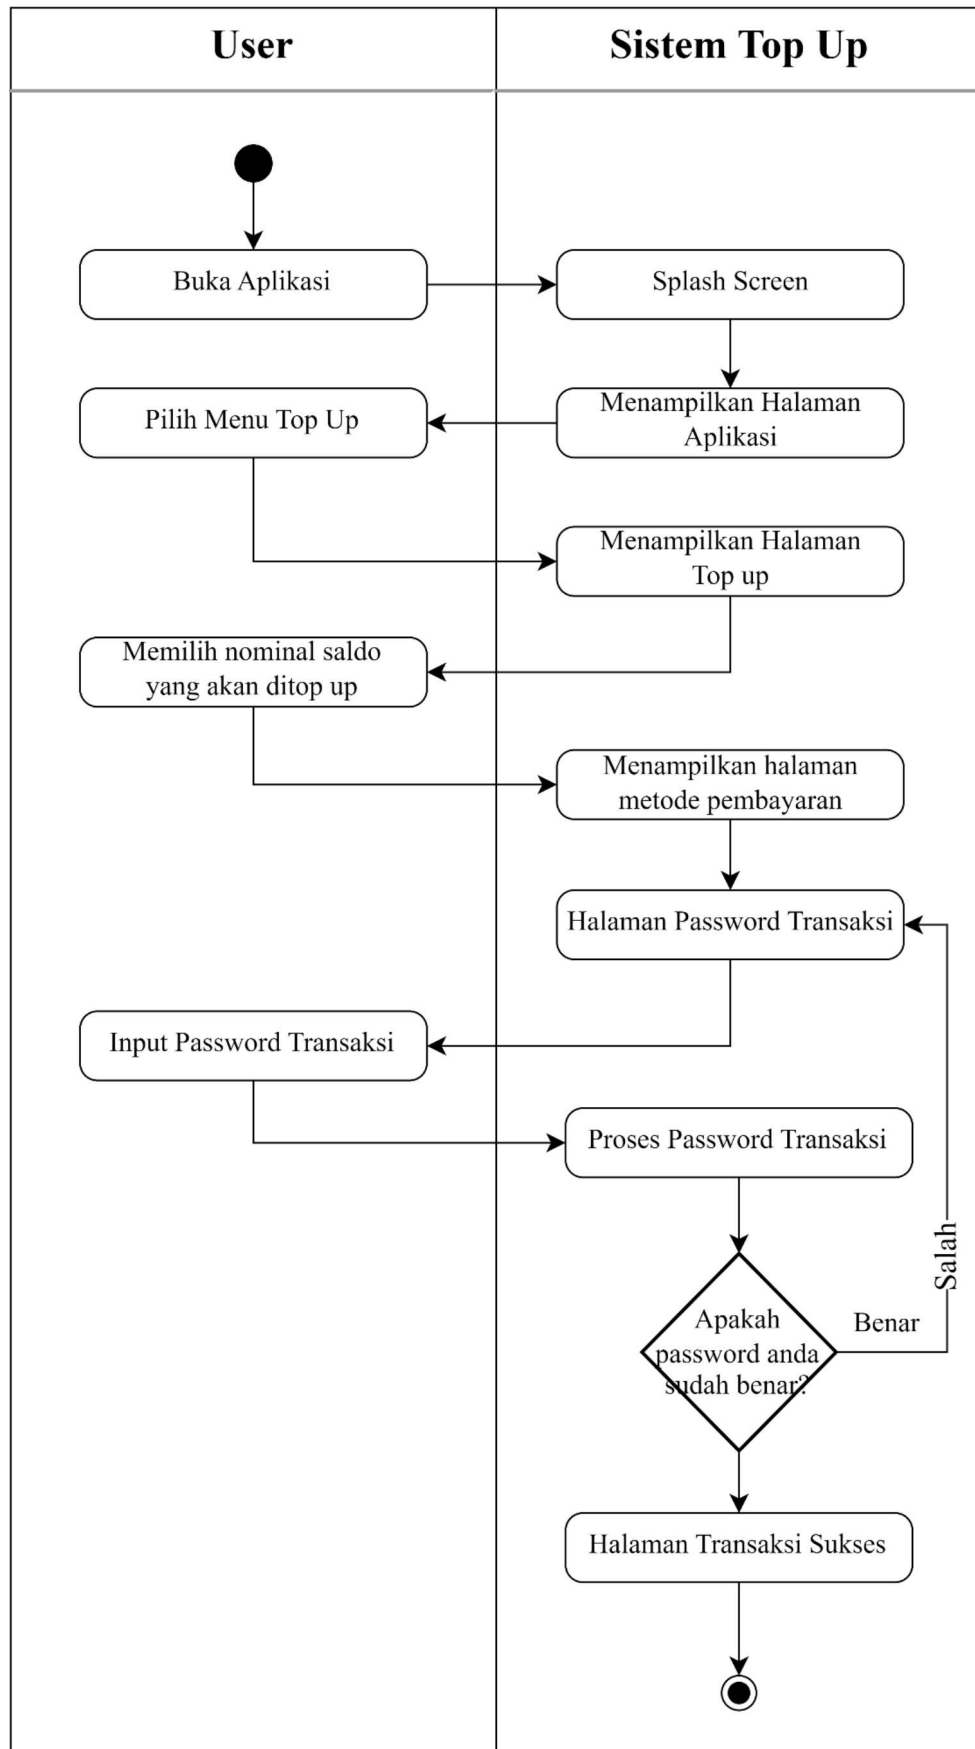 User
Sistem Top Up
Buka Aplikasi
Splash Screen
Pilih Menu Top Up
Menampilkan Halaman
Aplikasi
Menampilkan Halaman
Top up
Memilih nominal saldo
yang akan ditop up
Menampilkan halaman
metode pembayaran
Halaman Password Transaksi
Input Password Transaksi
Proses Password Transaksi
Salah
Apakah
password anda
sudah benar?
Benar
Halaman Transaksi Sukses